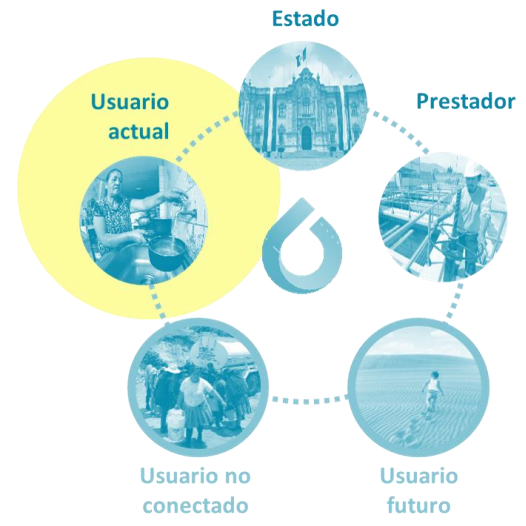 Estado
Usuario
actual
Prestador
Usuario no
conectado
Usuario
futuro